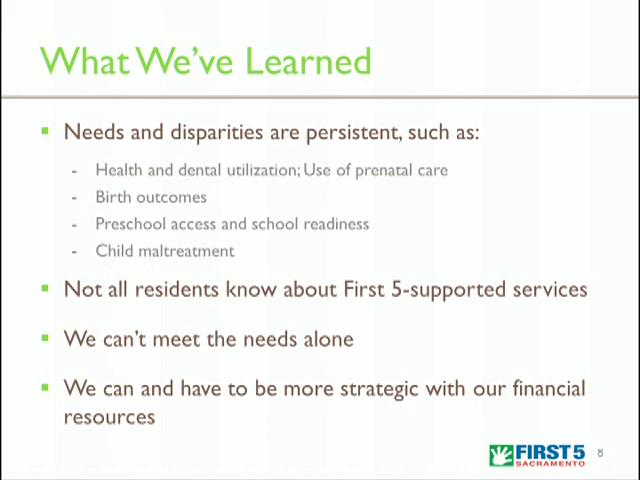 What We've Learned
▪ Needs and disparities are persistent, such as:
- Health and dental utilization; Use of prenatal care
- Birth outcomes
- Preschool access and school readiness
- Child maltreatment
▪ Not all residents know about First 5-supported services
▪ We can't meet the needs alone
▪ We can and have to be more strategic with our financial
resources
FIRST 5
SACRAMENTO
8